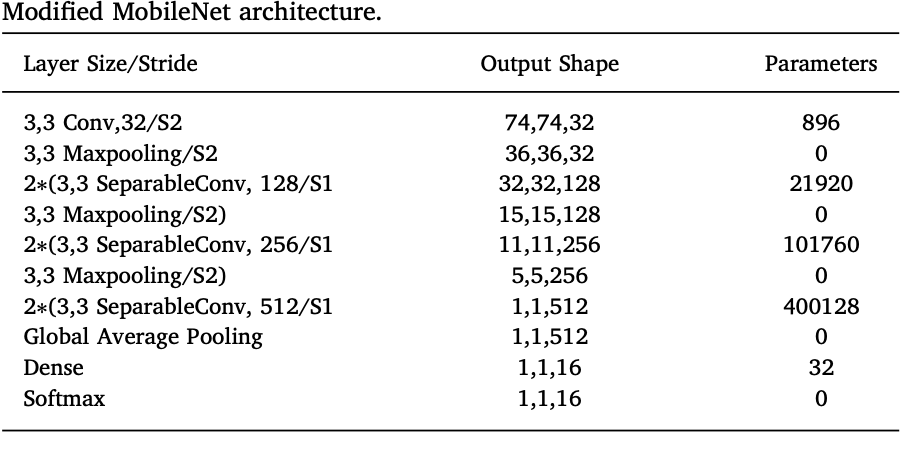 Modified MobileNet architecture.
Layer Size/Stride Output Shape Parameters
3,3 Conv,32/S2 74,74,32 896
3,3 Maxpooling/S2 36,36,32 0
2*(3,3 SeparableConv, 128/S1 32,32,128 21920
3,3 Maxpooling/S2) 15,15,128 0
2*(3,3 SeparableConv, 256/S1 11,11,256 101760
3,3 Maxpooling/S2) 5,5,256 0
2*(3,3 SeparableConv, 512/S1 1,1,512 400128
Global Average Pooling 1,1,512 0
Dense 1,1,16 32
Softmax 1,1,16 0